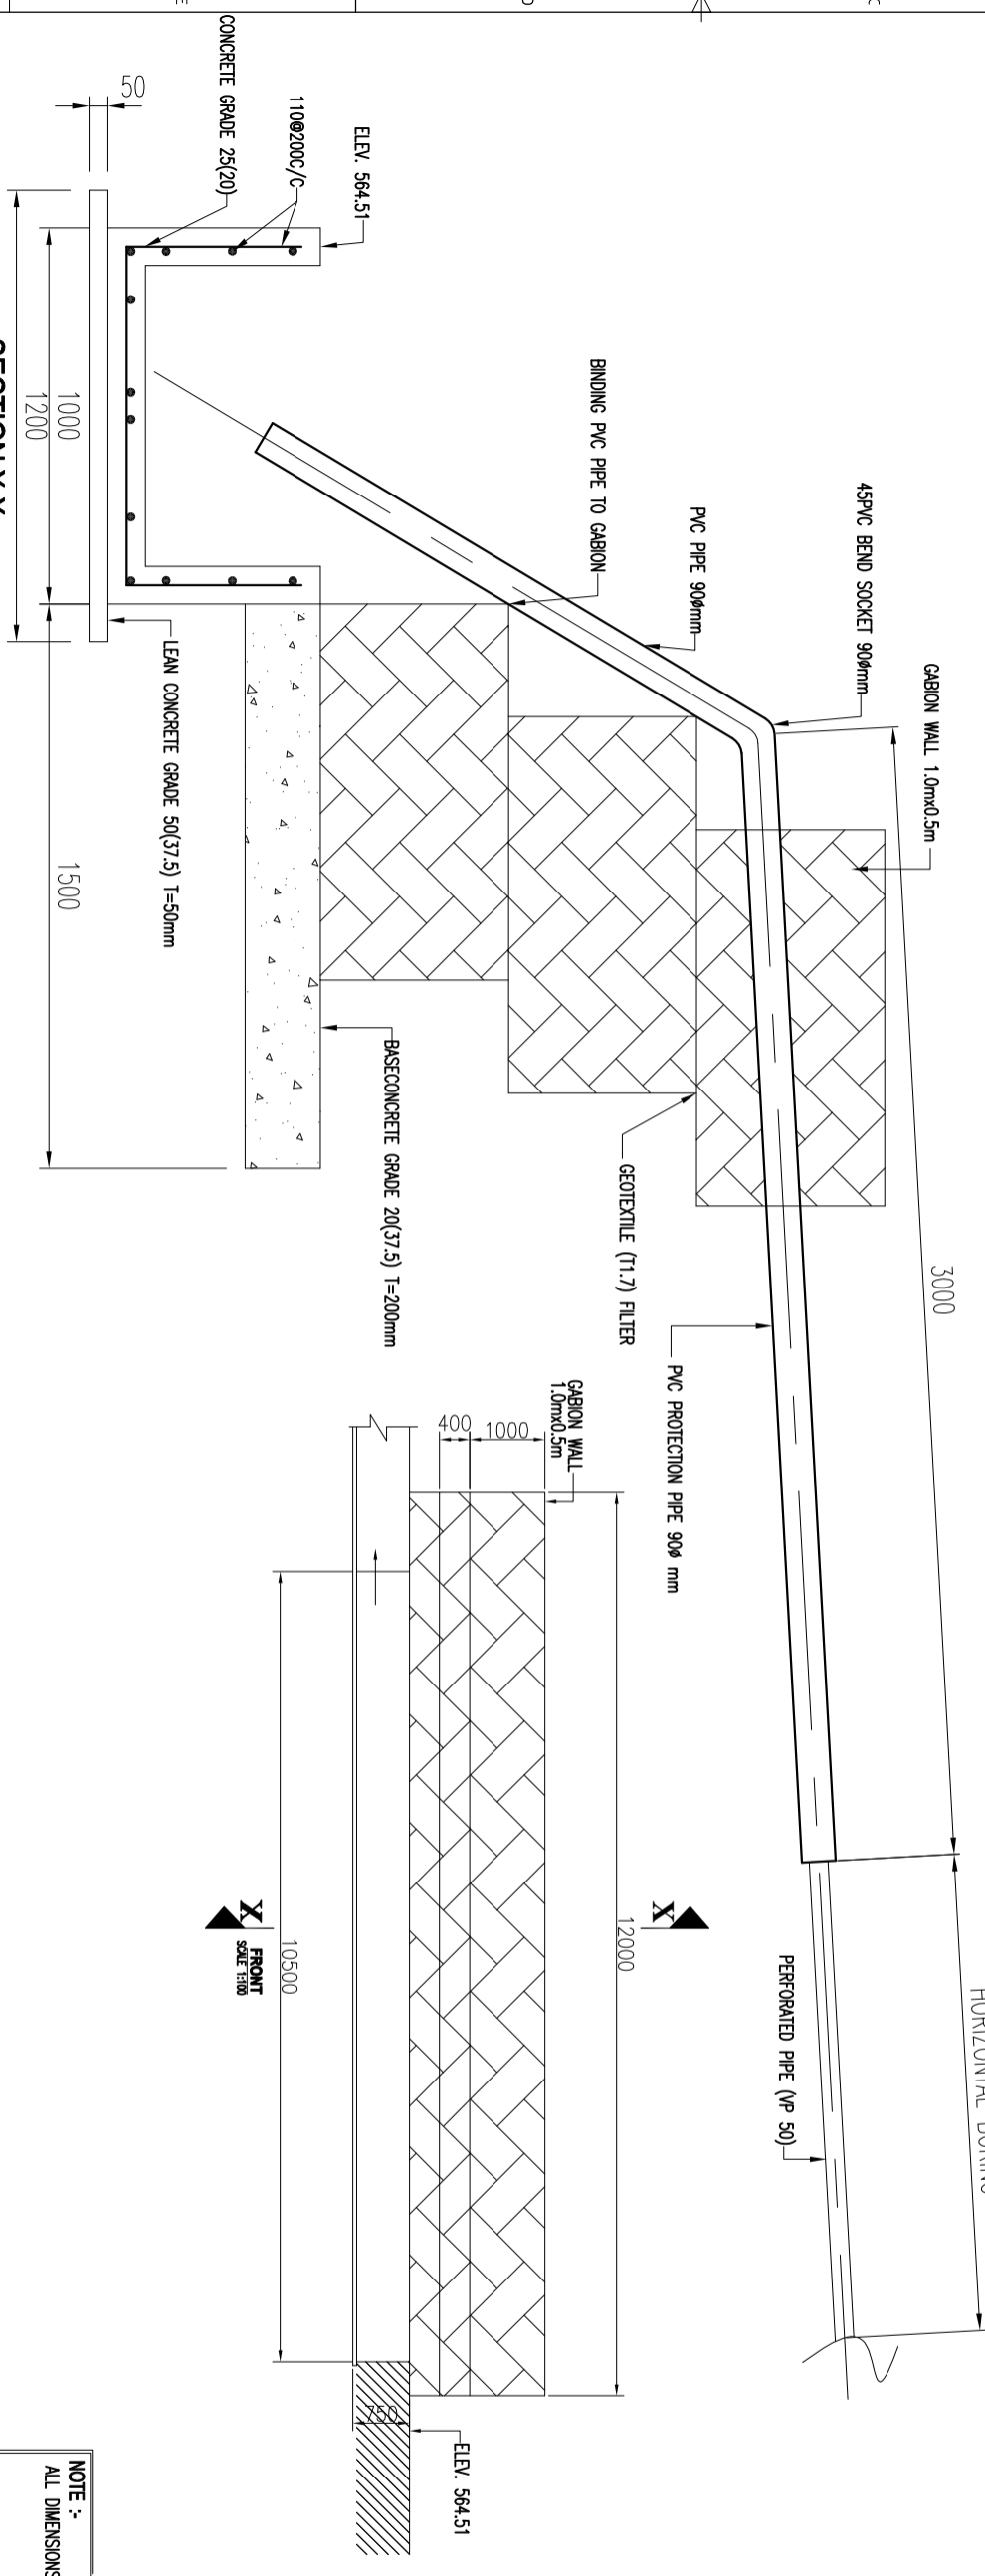 GABION WALL 1.0mx0.5m
45PVC BEND SOCKET 90ømm
PVC PIPE 90ømm
BINDING PVC PIPE TO GABION
ELEV. 564.51
110@200C/C
CONCRETE GRADE 25(20)
50
3000
PERFORATED PIPE (VP 50)
PVC PROTECTION PIPE 90ø mm
GEOTEXTILE (T1.7) FILTER
BASECONCRETE GRADE 20(37.5) T=200mm
LEAN CONCRETE GRADE 50(37.5) T=50mm
1500
1000
1200
SECTION X-X
HORIZONTAL BORING
GABION WALL
1.0mx0.5m
12000
1000
400
X
X
10500
750
ELEV. 564.51
FRONT
SCALE 1:100
NOTE :-
ALL DIMENSIONS
E
C